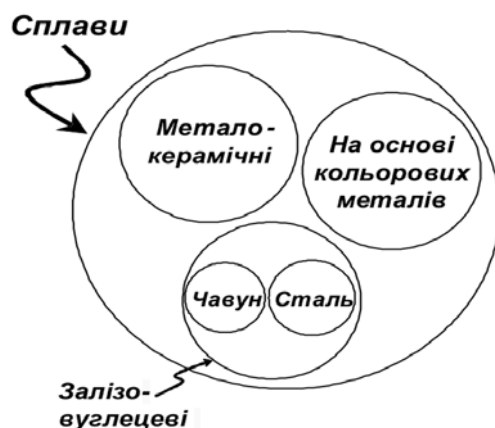 Сплави
Метало-
керамічні
На основі
кольорових
металів
Чавун
Сталь
Залізо-
вуглецеві